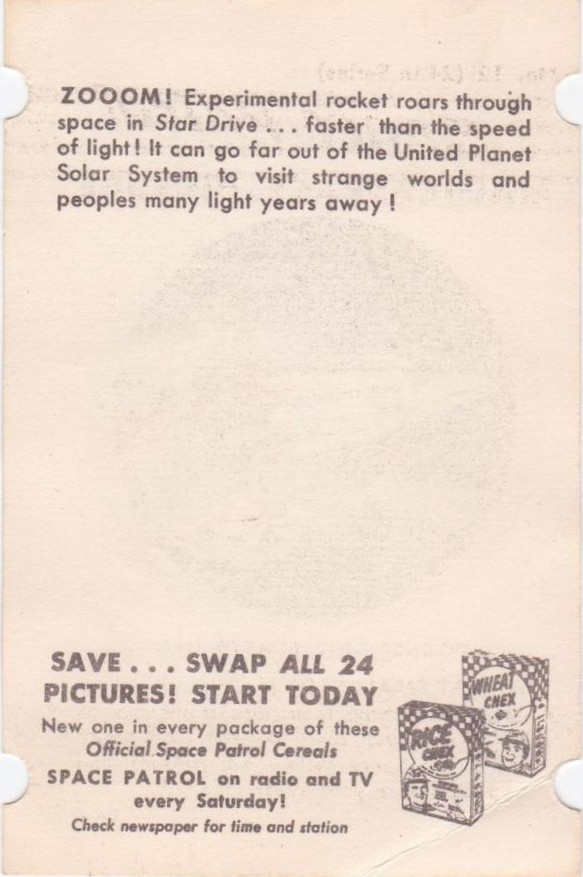 ZOOOM! Experimental rocket roars through
space in Star Drive ... faster than the speed
of light! It can go far out of the United Planet
Solar System to visit strange worlds and
peoples many light years away!
SAVE... SWAP ALL 24
PICTURES! START TODAY
New one in every package of these
Official Space Patrol Cereals
SPACE PATROL on radio and TV
every Saturday!
Check newspaper for time and station
WHEAT
CHEX
RICE
CHEX